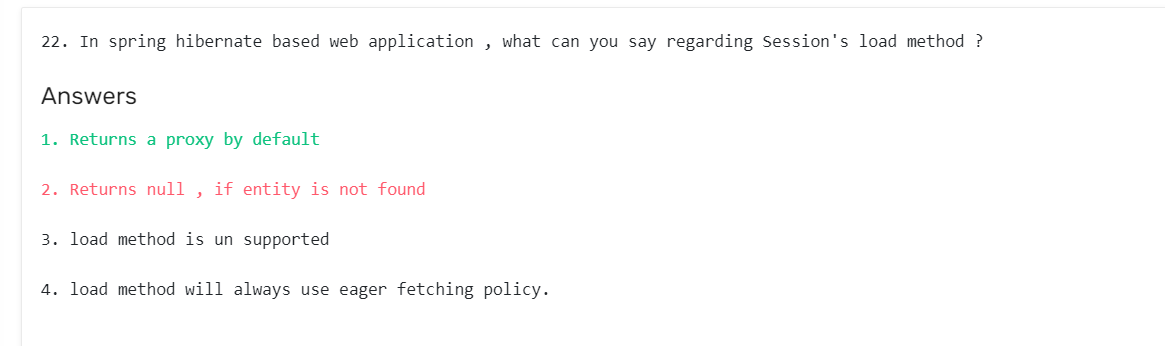 22. In spring hibernate based web application , what can you say regarding Session's load method ?
Answers
1. Returns a proxy by default
2. Returns null , if entity is not found
3. load method is un supported
4. load method will always use eager fetching policy.